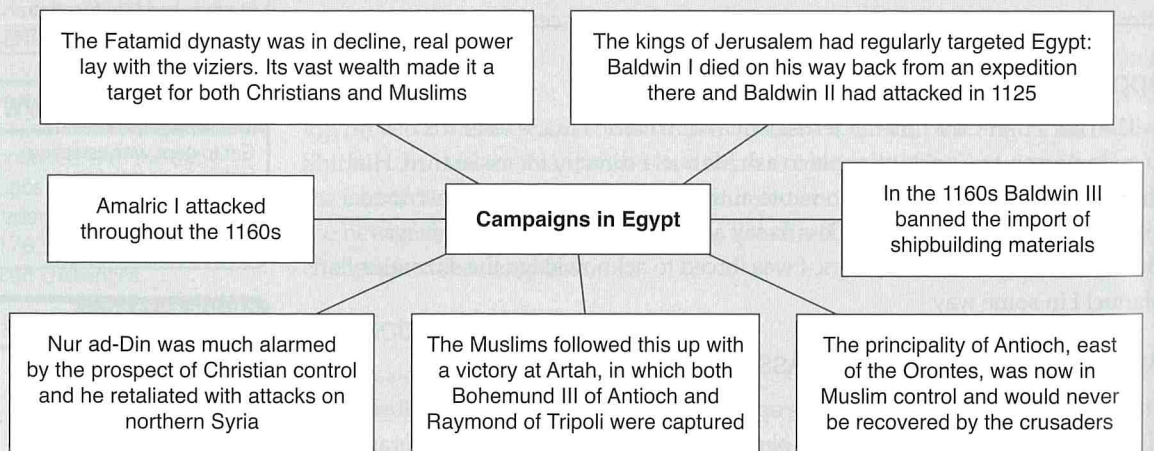 The Fatamid dynasty was in decline, real power
lay with the viziers. Its vast wealth made it a
target for both Christians and Muslims
The kings of Jerusalem had regularly targeted Egypt:
Baldwin I died on his way back from an expedition
there and Baldwin II had attacked in 1125
Amalric I attacked
throughout the 1160s
Campaigns in Egypt
In the 1160s Baldwin III
banned the import of
shipbuilding materials
Nur ad-Din was much alarmed
by the prospect of Christian control
and he retaliated with attacks on
northern Syria
The Muslims followed this up with
a victory at Artah, in which both
Bohemund III of Antioch and
Raymond of Tripoli were captured
The principality of Antioch, east
of the Orontes, was now in
Muslim control and would never
be recovered by the crusaders